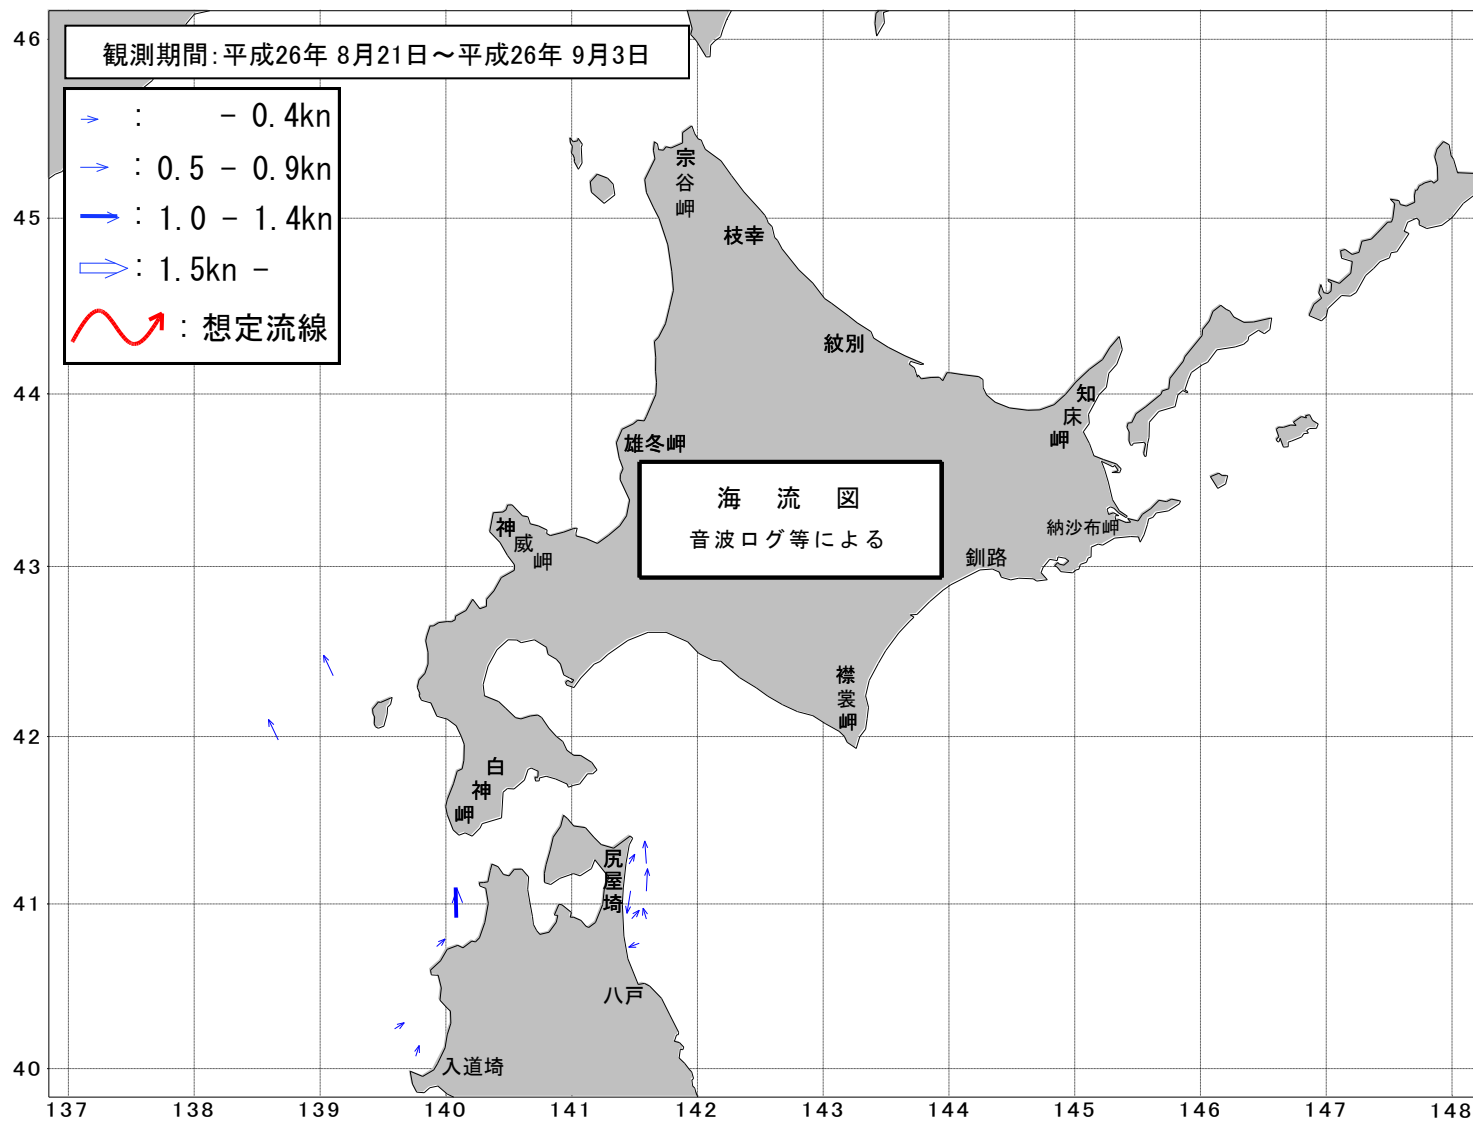 観測期間:平成26年 8月21日～平成26年 9月3日
: - 0.4kn
: 0.5 - 0.9kn
: 1.0 - 1.4kn
: 1.5kn -
: 想定流線
46
45
44
43
42
41
40
宗谷岬
枝幸
紋別
知床岬
雄冬岬
海 流 図
音波ログ等による
神威岬
納沙布岬
釧路
襟裳岬
白神岬
尻屋埼
八戸
入道埼
137 138 139 140 141 142 143 144 145 146 147 148